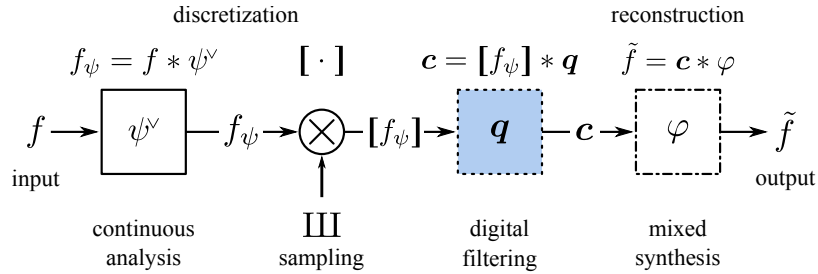 discretization reconstruction
f_ψ = f * ψ^∨ [ · ] c = [f_ψ] * q f̃ = c * φ
f ψ^∨ f_ψ [f_ψ] q c φ f̃
input output
Ш
continuous sampling digital mixed
analysis filtering synthesis